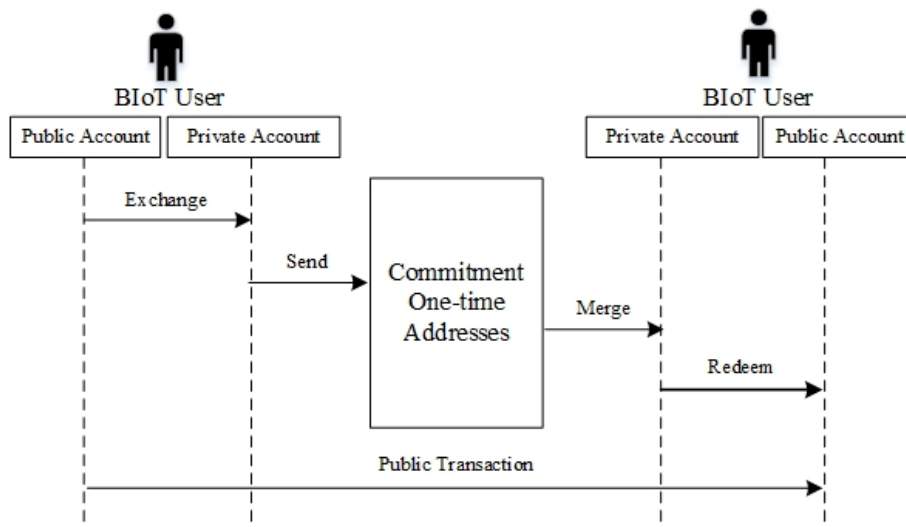 BIoT User
BIoT User
Public Account
Private Account
Private Account
Public Account
Exchange
Send
Commitment
One-time
Addresses
Merge
Redeem
Public Transaction